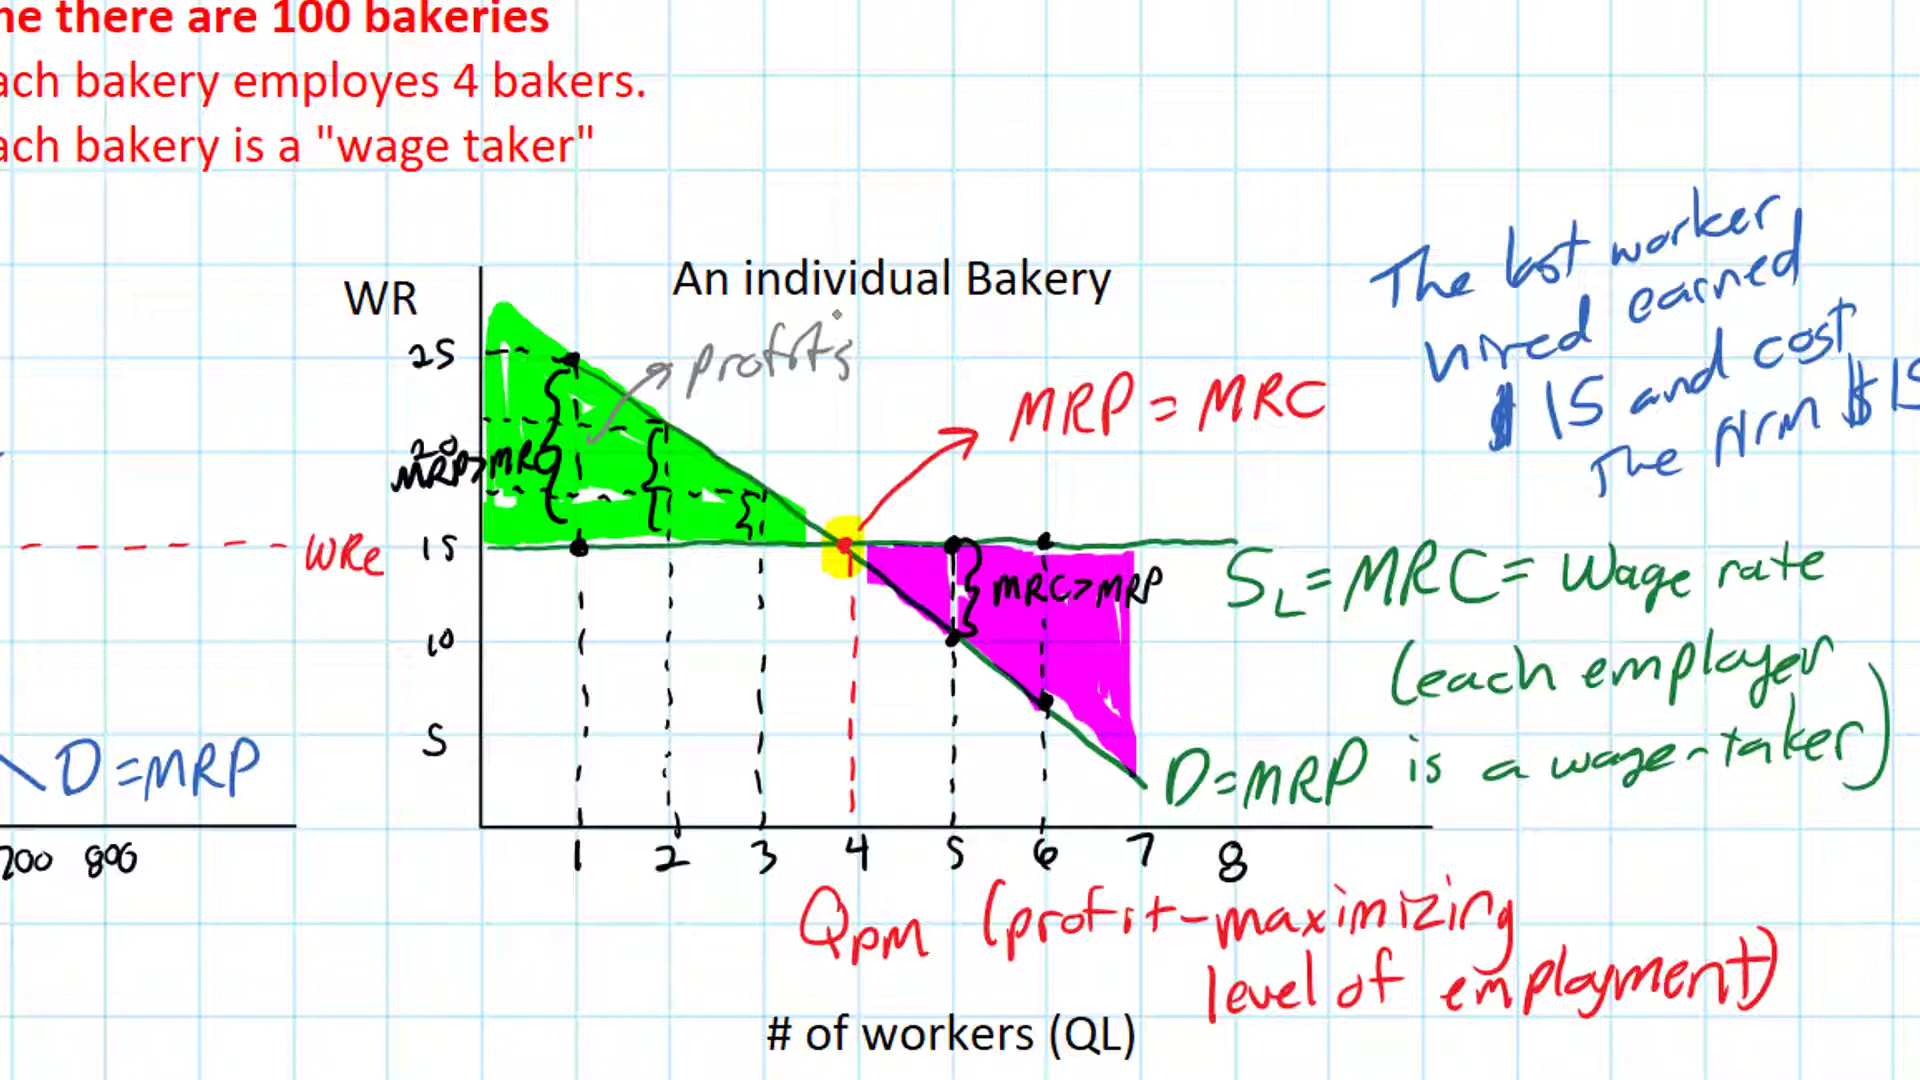 ne there are 100 bakeries
ach bakery employes 4 bakers.
ach bakery is a "wage taker"
An individual Bakery
WR
25
20
15
10
5
profits
MRP = MRC
MRP>MRC
WRe
MRC>MRP
The last worker
hired earned
$15 and cost
the firm $15
SL = MRC = Wage rate
(each employer
is a wage-taker)
D=MRP
D=MRP
700 800
1 2 3 4 5 6 7 8
QPM (profit-maximizing
level of employment)
# of workers (QL)